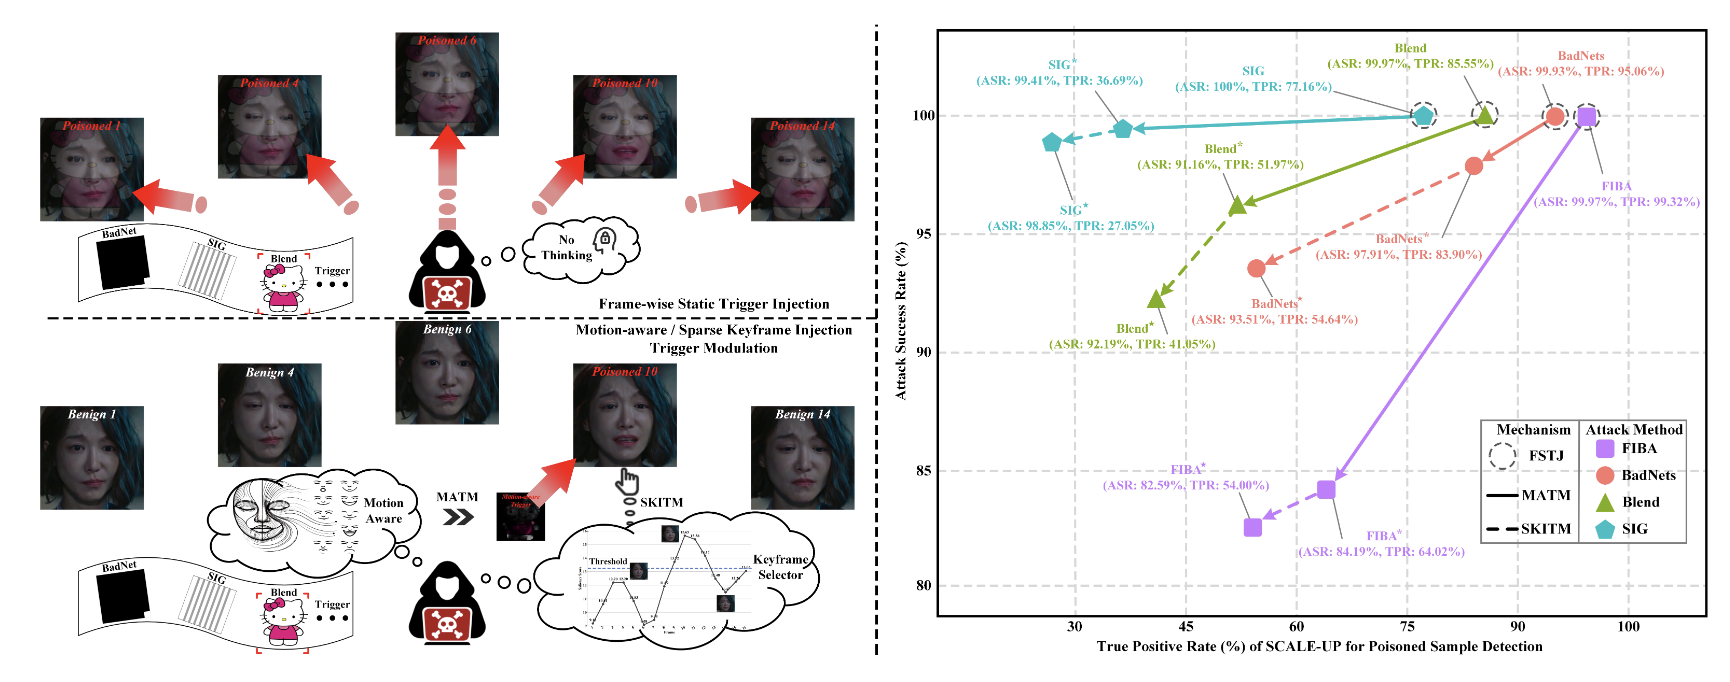 Poisoned 1
Poisoned 4
Poisoned 6
Poisoned 10
Poisoned 14
BadNet
SIG
Blend
Trigger
No
Thinking
Frame-wise Static Trigger Injection
Motion-aware / Sparse Keyframe Injection
Trigger Modulation
Benign 1
Benign 4
Benign 6
Poisoned 10
Benign 14
Motion
Aware
MATM
SKITM
Threshold
Keyframe
Selector
Frame
BadNet
SIG
Blend
Trigger
Attack Success Rate (%)
100
95
90
85
80
30
45
60
75
90
100
True Positive Rate (%) of SCALE-UP for Poisoned Sample Detection
SIG☆
(ASR: 99.41%, TPR: 36.69%)
SIG
(ASR: 100%, TPR: 77.16%)
Blend
(ASR: 99.97%, TPR: 85.55%)
BadNets
(ASR: 99.93%, TPR: 95.06%)
Blend☆
(ASR: 91.16%, TPR: 51.97%)
SIG★
(ASR: 98.85%, TPR: 27.05%)
FIBA
(ASR: 99.97%, TPR: 99.32%)
BadNets☆
(ASR: 97.91%, TPR: 83.90%)
BadNets★
(ASR: 93.51%, TPR: 54.64%)
Blend★
(ASR: 92.19%, TPR: 41.05%)
FIBA★
(ASR: 82.59%, TPR: 54.00%)
FIBA☆
(ASR: 84.19%, TPR: 64.02%)
Mechanism
FSTJ
MATM
SKITM
Attack Method
FIBA
BadNets
Blend
SIG